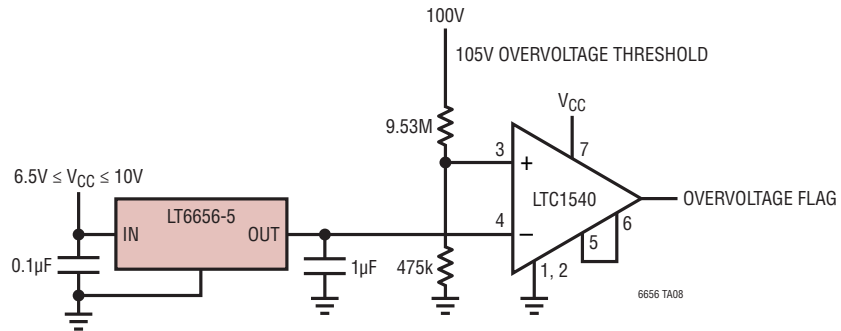 100V
105V OVERVOLTAGE THRESHOLD
9.53M
VCC
3
+
7
6.5V ≤ VCC ≤ 10V
LT6656-5
LTC1540
OVERVOLTAGE FLAG
IN
OUT
4
−
6
5
0.1µF
1µF
475k
1, 2
6656 TA08